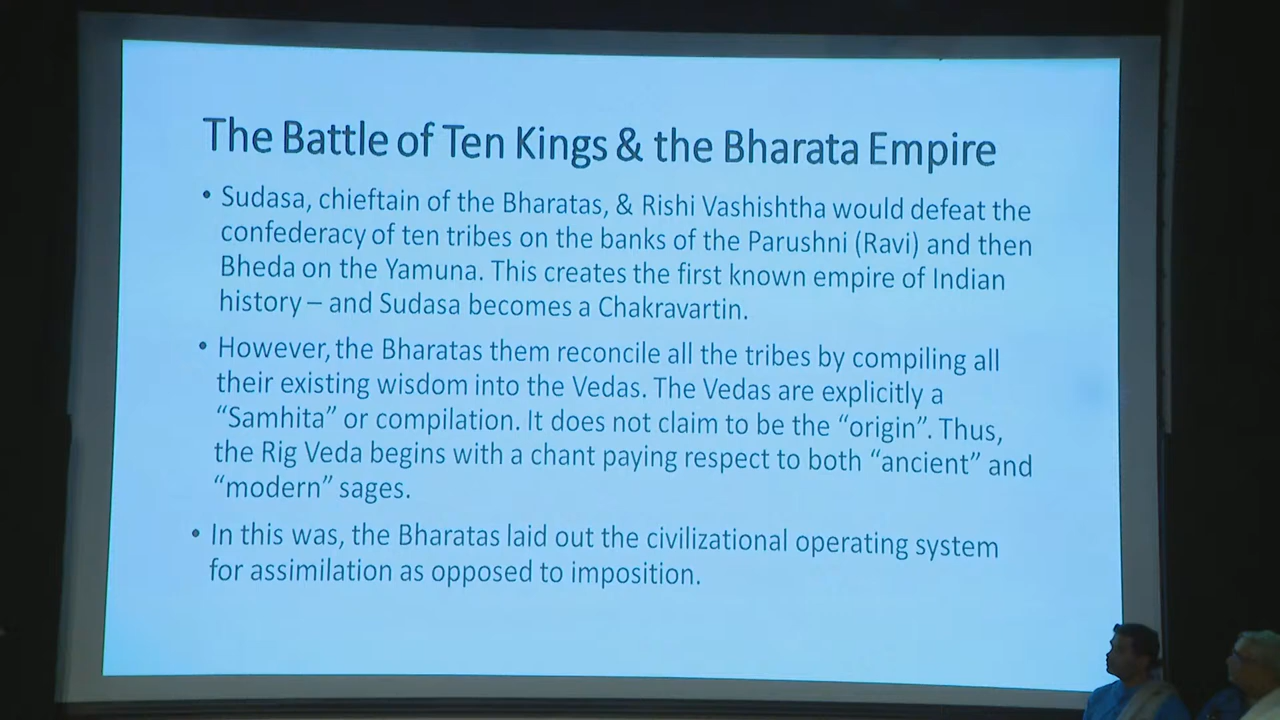 The Battle of Ten Kings & the Bharata Empire
• Sudasa, chieftain of the Bharatas, & Rishi Vashishtha would defeat the
confederacy of ten tribes on the banks of the Parushni (Ravi) and then
Bheda on the Yamuna. This creates the first known empire of Indian
history – and Sudasa becomes a Chakravartin.
• However, the Bharatas them reconcile all the tribes by compiling all
their existing wisdom into the Vedas. The Vedas are explicitly a
“Samhita” or compilation. It does not claim to be the “origin”. Thus,
the Rig Veda begins with a chant paying respect to both “ancient” and
“modern” sages.
• In this was, the Bharatas laid out the civilizational operating system
for assimilation as opposed to imposition.